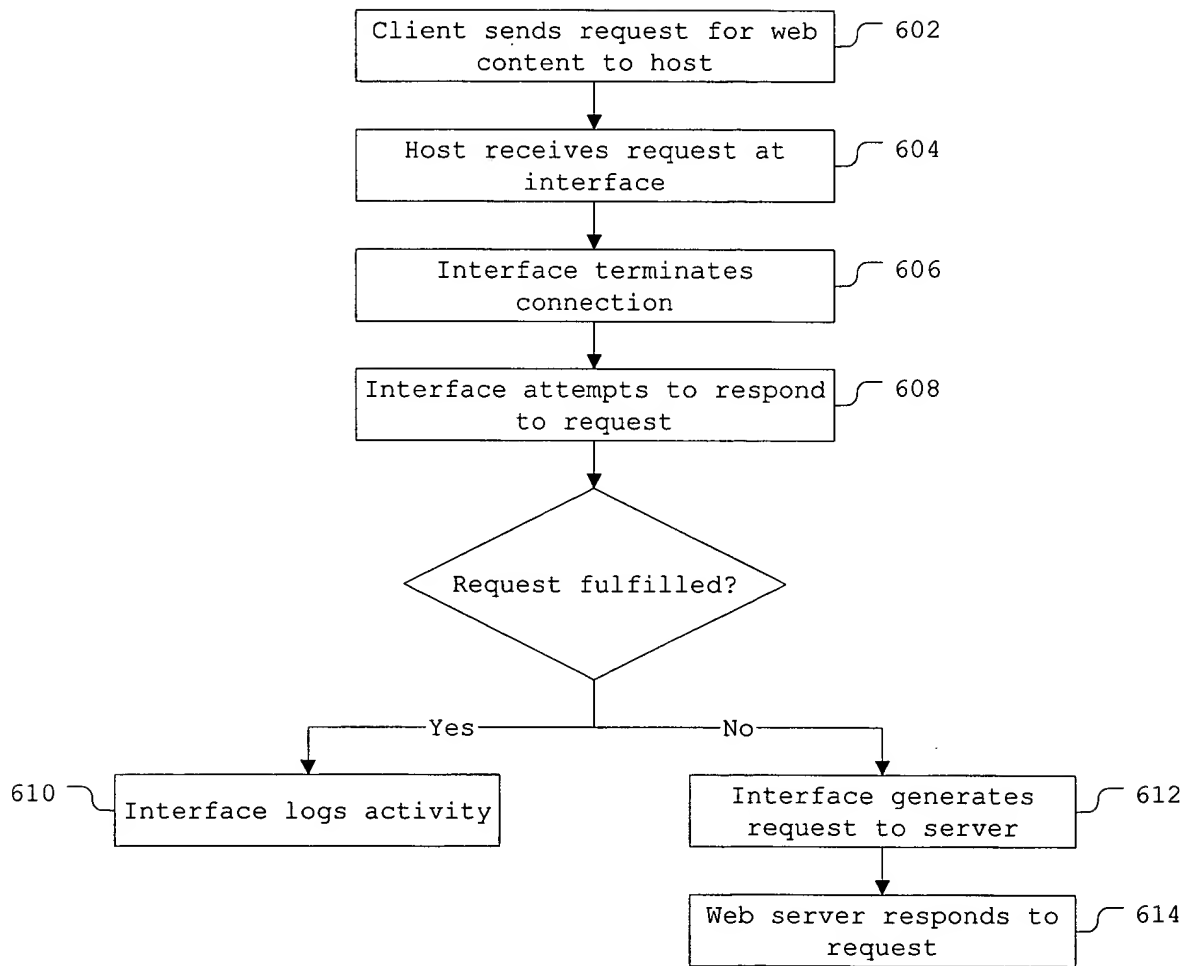 Client sends request for web
content to host
602
Host receives request at
interface
604
Interface terminates
connection
606
Interface attempts to respond
to request
608
Request fulfilled?
Yes
No
610
Interface logs activity
Interface generates
request to server
612
Web server responds to
request
614